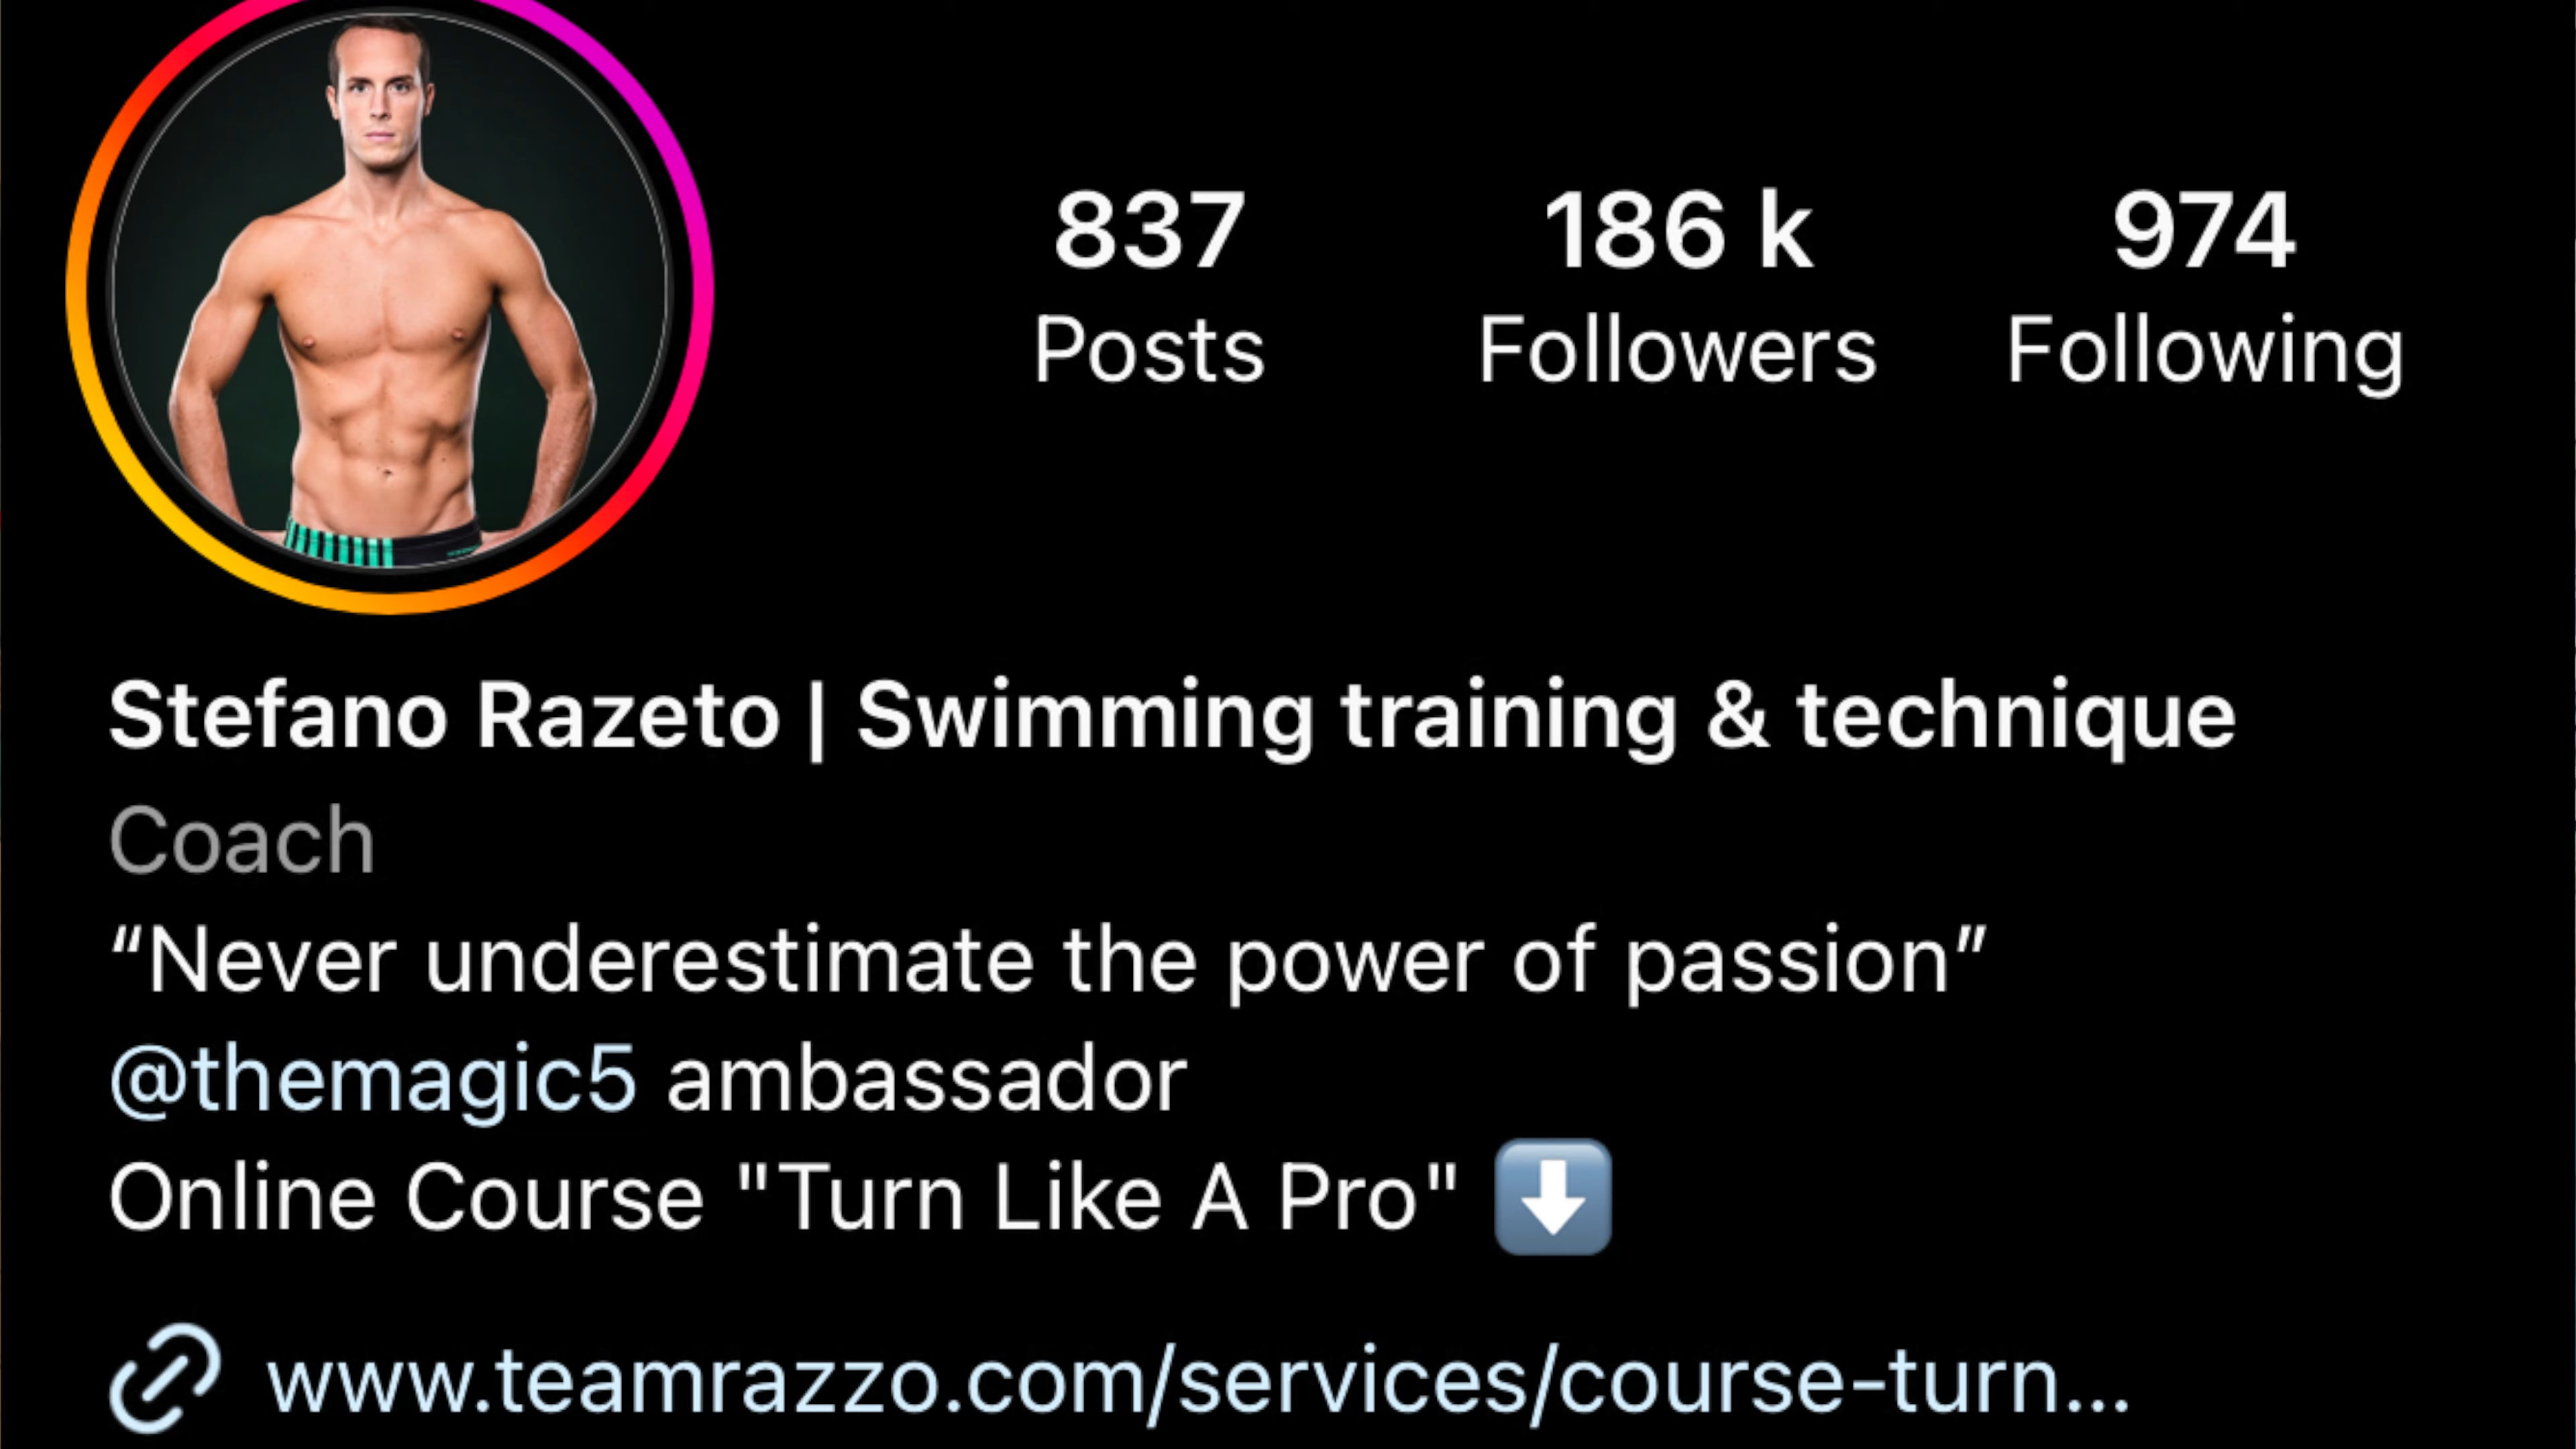 837 186 k 974
Posts Followers Following
Stefano Razeto | Swimming training & technique
Coach
“Never underestimate the power of passion”
@themagic5 ambassador
Online Course "Turn Like A Pro" ⬇️
www.teamrazzo.com/services/course-turn...